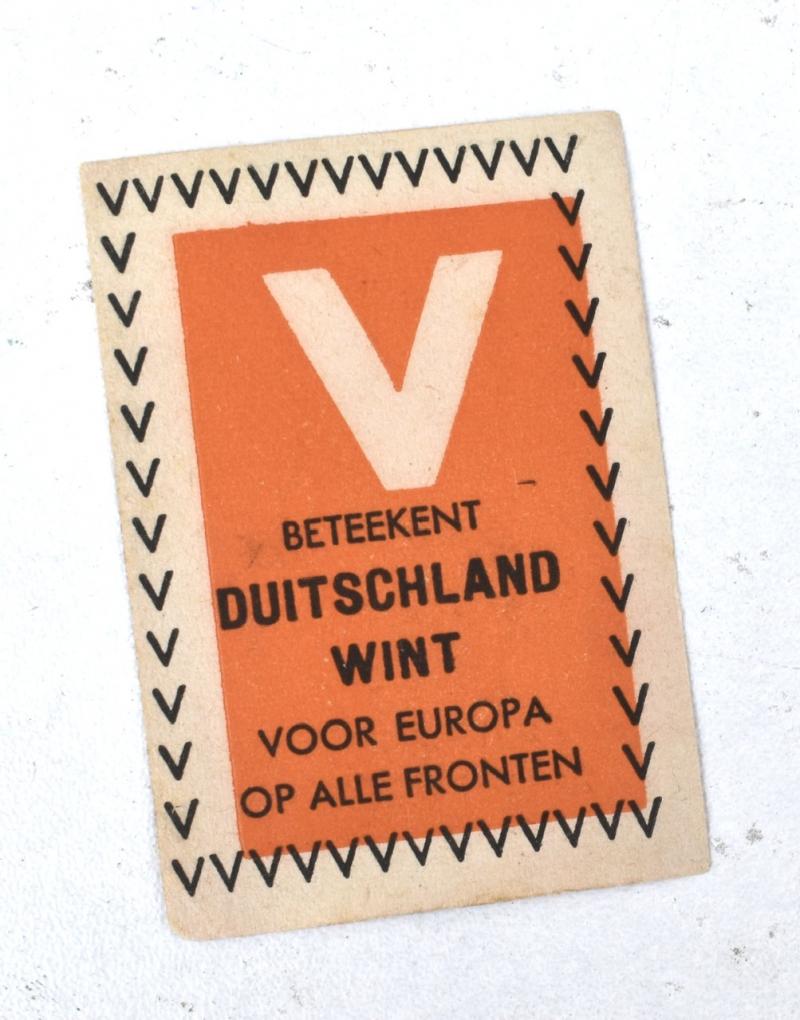 V V V V V V V V V V V V V
V
BETEEKENT
DUITSCHLAND
WINT
VOOR EUROPA
OP ALLE FRONTEN
V V V V V V V V V V V V V